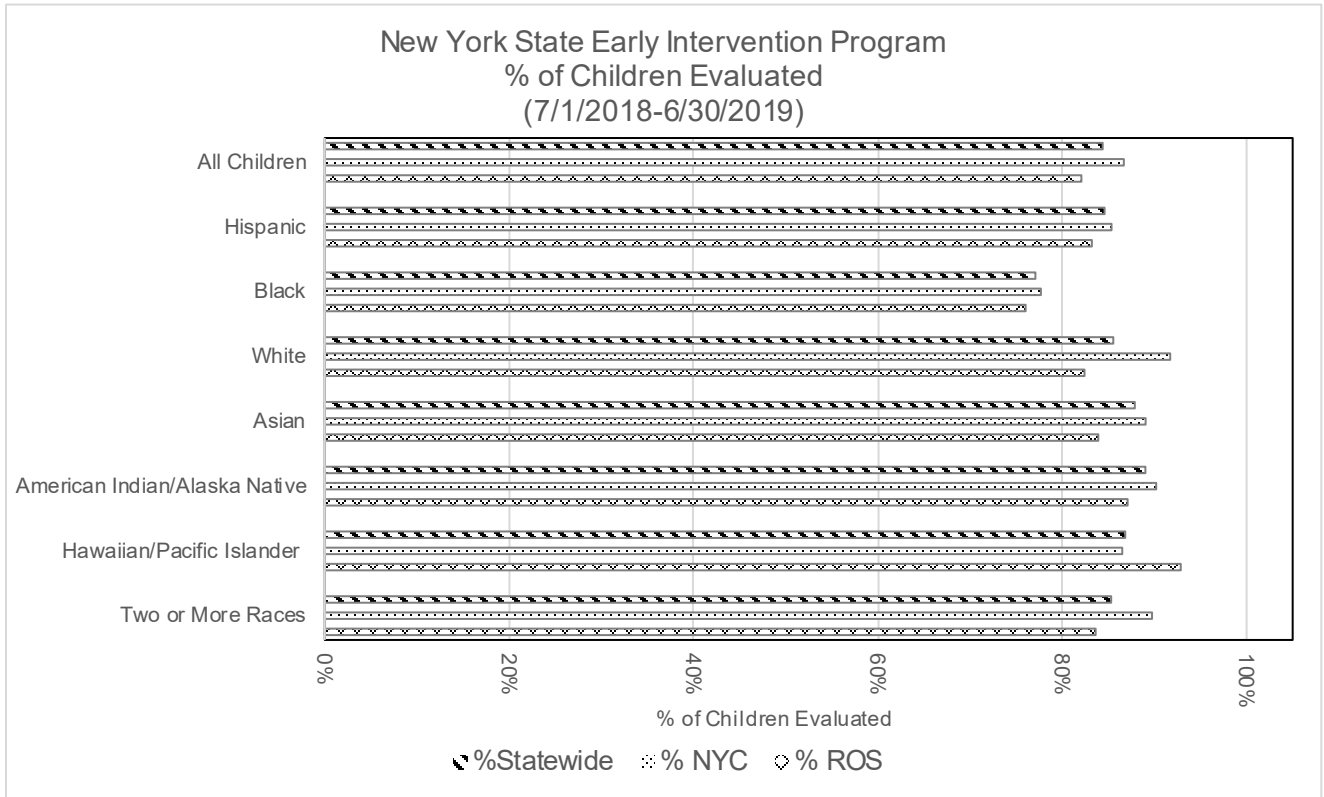 New York State Early Intervention Program
% of Children Evaluated
(7/1/2018-6/30/2019)
All Children
Hispanic
Black
White
Asian
American Indian/Alaska Native
Hawaiian/Pacific Islander
Two or More Races
0% 20% 40% 60% 80% 100%
% of Children Evaluated
%Statewide % NYC % ROS